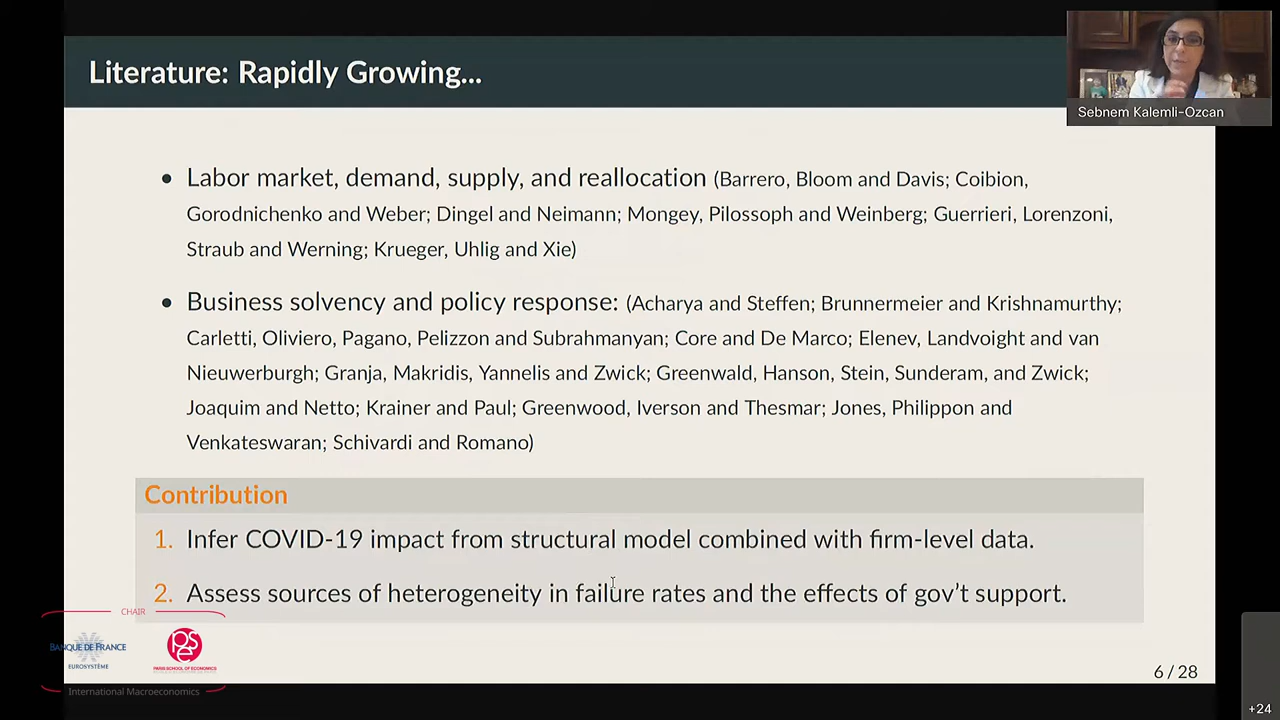 Literature: Rapidly Growing...
Sebnem Kalemli-Ozcan
• Labor market, demand, supply, and reallocation (Barrero, Bloom and Davis; Coibion,
Gorodnichenko and Weber; Dingel and Neimann; Mongey, Pilossoph and Weinberg; Guerrieri, Lorenzoni,
Straub and Werning; Krueger, Uhlig and Xie)
• Business solvency and policy response: (Acharya and Steffen; Brunnermeier and Krishnamurthy;
Carletti, Oliviero, Pagano, Pelizzon and Subrahmanyan; Core and De Marco; Elenev, Landvoight and van
Nieuwerburgh; Granja, Makridis, Yannelis and Zwick; Greenwald, Hanson, Stein, Sunderam, and Zwick;
Joaquim and Netto; Krainer and Paul; Greenwood, Iverson and Thesmar; Jones, Philippon and
Venkateswaran; Schivardi and Romano)
Contribution
1. Infer COVID-19 impact from structural model combined with firm-level data.
2. Assess sources of heterogeneity in failure rates and the effects of gov't support.
CHAIR
BANQUE DE FRANCE
EUROSYSTÈME
PSE
PARIS SCHOOL OF ECONOMICS
International Macroeconomics
6 / 28
+24